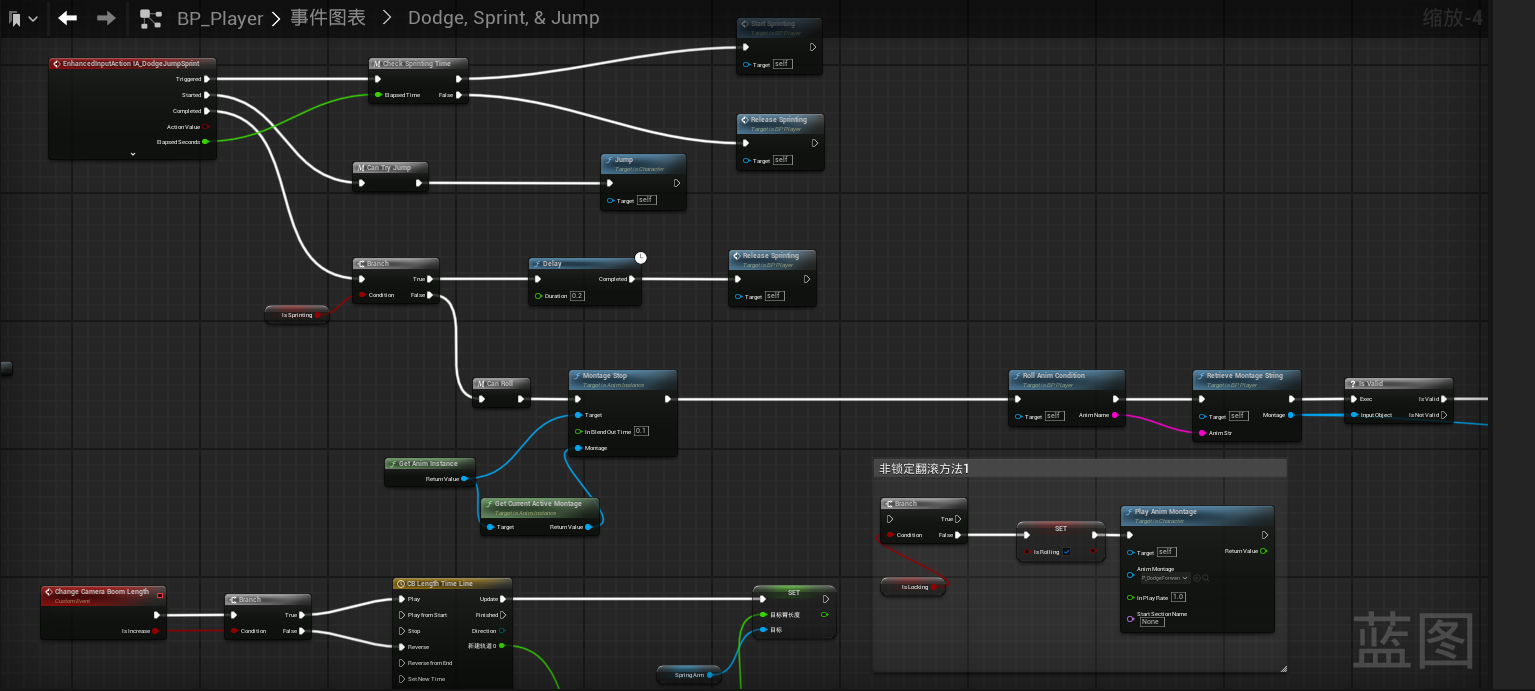 BP_Player > 事件图表 > Dodge, Sprint, & Jump
缩放-4
Start Sprinting
Target is BP Player
Target self
EnhancedInputAction IA_DodgeJumpSprint
Triggered
Started
Completed
Action Value
Elapsed Seconds
Check Sprinting Time
Elapsed Time False
Release Sprinting
Target is BP Player
Target self
Can Try Jump
Jump
Target is Character
Target self
Branch
True
Condition False
Is Sprinting
Delay
Completed
Duration 0.2
Release Sprinting
Target is BP Player
Target self
Can Roll
Montage Stop
Target is Anim Instance
Target
In Blend Out Time 0.1
Montage
Roll Anim Condition
Target is BP Player
Target self Anim Name
Retrieve Montage String
Target is BP Player
Target self Montage
Anim Str
? Is Valid
Exec Is Valid
Input Object Is Not Valid
Get Anim Instance
Return Value
Get Current Active Montage
Target is Anim Instance
Target Return Value
非锁定翻滚方法1
Branch
True
Condition False
Is Locking
SET
Is Rolling
Play Anim Montage
Target is Character
Target self
Return Value
Anim Montage
P_DodgeForwar
In Play Rate 1.0
Start Section Name
None
Change Camera Boom Length
Custom Event
Is Increase
Branch
True
Condition False
CB Length Time Line
Play Update
Play from Start Finished
Stop Direction
Reverse 新建轨道 0
Reverse from End
Set New Time
SET
目标臂长度
目标
Spring Arm
蓝图